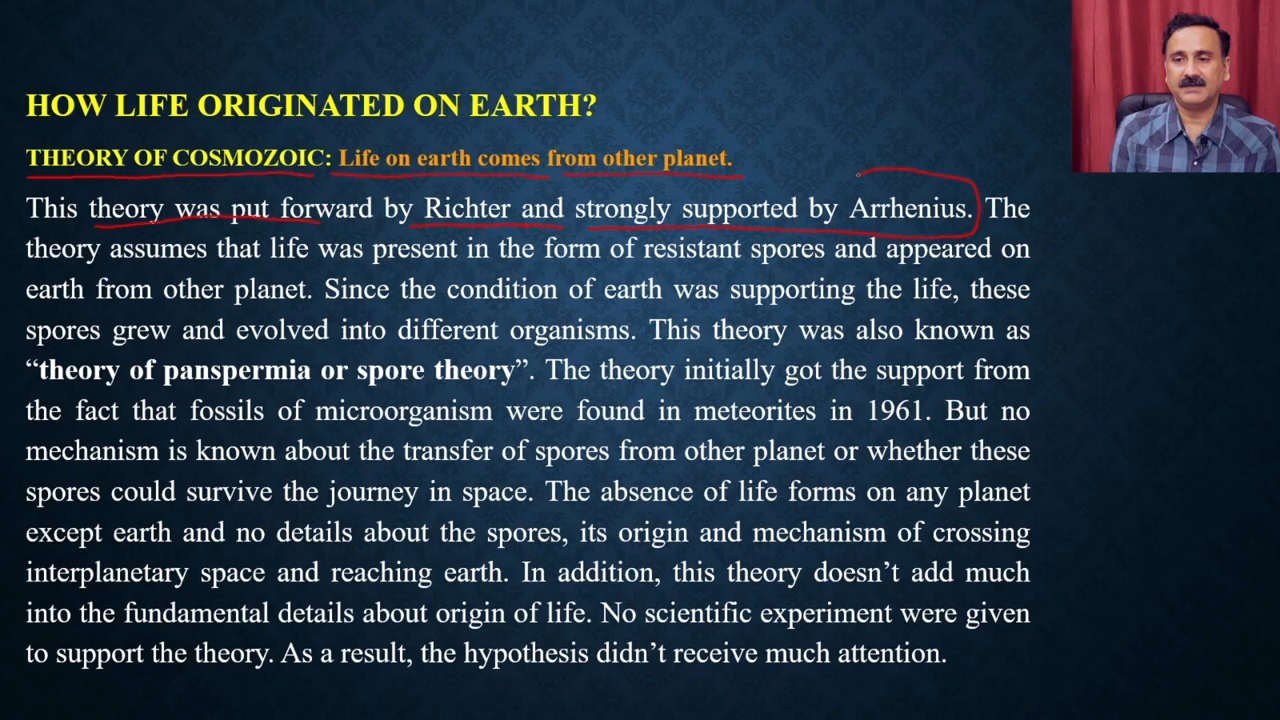 HOW LIFE ORIGINATED ON EARTH?
THEORY OF COSMOZOIC: Life on earth comes from other planet.
This theory was put forward by Richter and strongly supported by Arrhenius. The
theory assumes that life was present in the form of resistant spores and appeared on
earth from other planet. Since the condition of earth was supporting the life, these
spores grew and evolved into different organisms. This theory was also known as
“theory of panspermia or spore theory”. The theory initially got the support from
the fact that fossils of microorganism were found in meteorites in 1961. But no
mechanism is known about the transfer of spores from other planet or whether these
spores could survive the journey in space. The absence of life forms on any planet
except earth and no details about the spores, its origin and mechanism of crossing
interplanetary space and reaching earth. In addition, this theory doesn’t add much
into the fundamental details about origin of life. No scientific experiment were given
to support the theory. As a result, the hypothesis didn’t receive much attention.